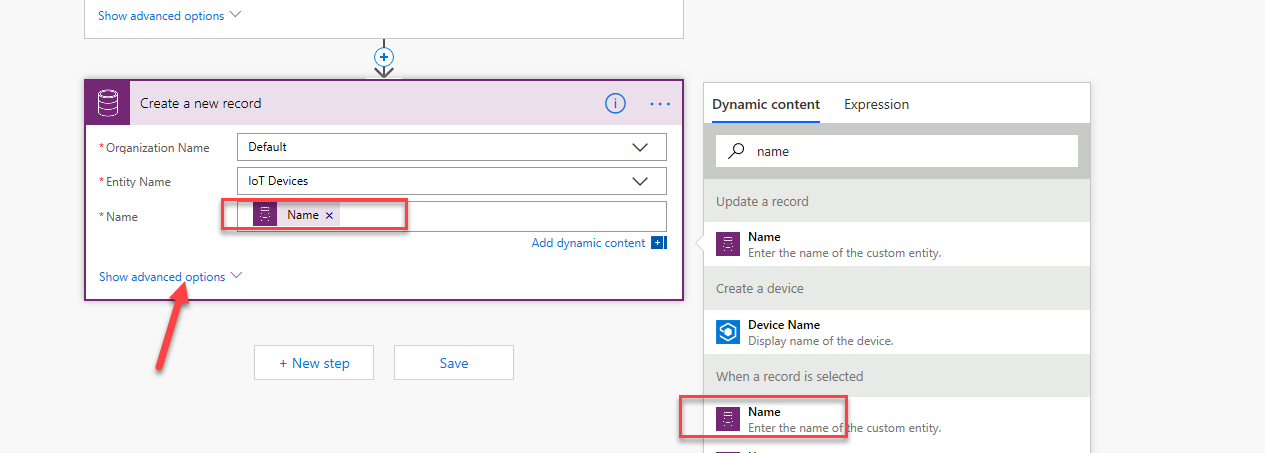 Show advanced options
Create a new record
* Organization Name
Default
* Entity Name
IoT Devices
* Name
Name ×
Add dynamic content
Show advanced options
+ New step
Save
Dynamic content
Expression
name
Update a record
Name
Enter the name of the custom entity.
Create a device
Device Name
Display name of the device.
When a record is selected
Name
Enter the name of the custom entity.